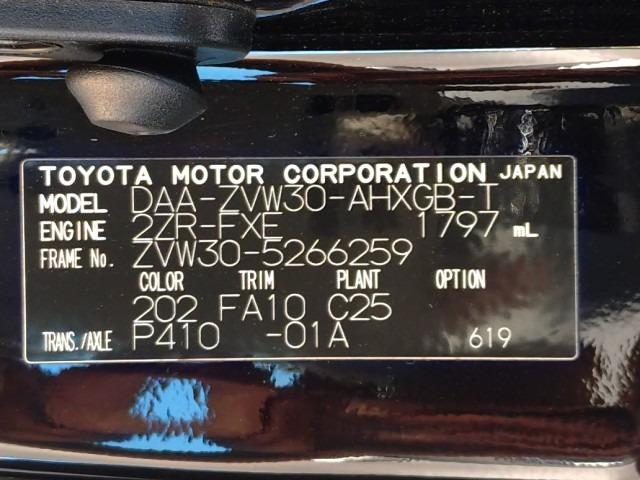 TOYOTA MOTOR CORPORATION JAPAN
MODEL DAA-ZVW30-AHXGB-T
ENGINE 2ZR-FXE 1797 mL
FRAME No. ZVW30-5266259
COLOR TRIM PLANT OPTION
202 FA10 C25
TRANS./AXLE P410 -01A 619